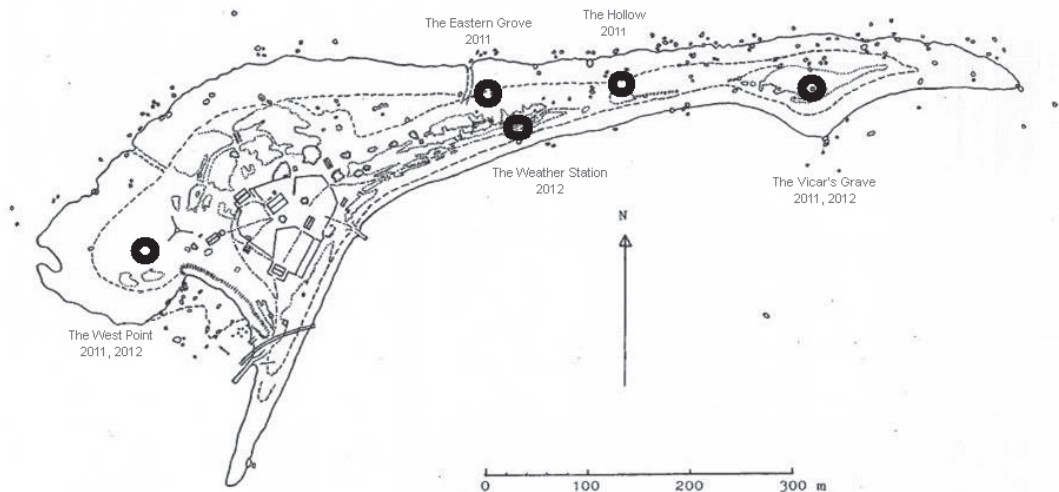 The Eastern Grove
2011
The Hollow
2011
The Weather Station
2012
The Vicar's Grave
2011, 2012
N
The West Point
2011, 2012
0 100 200 300 m